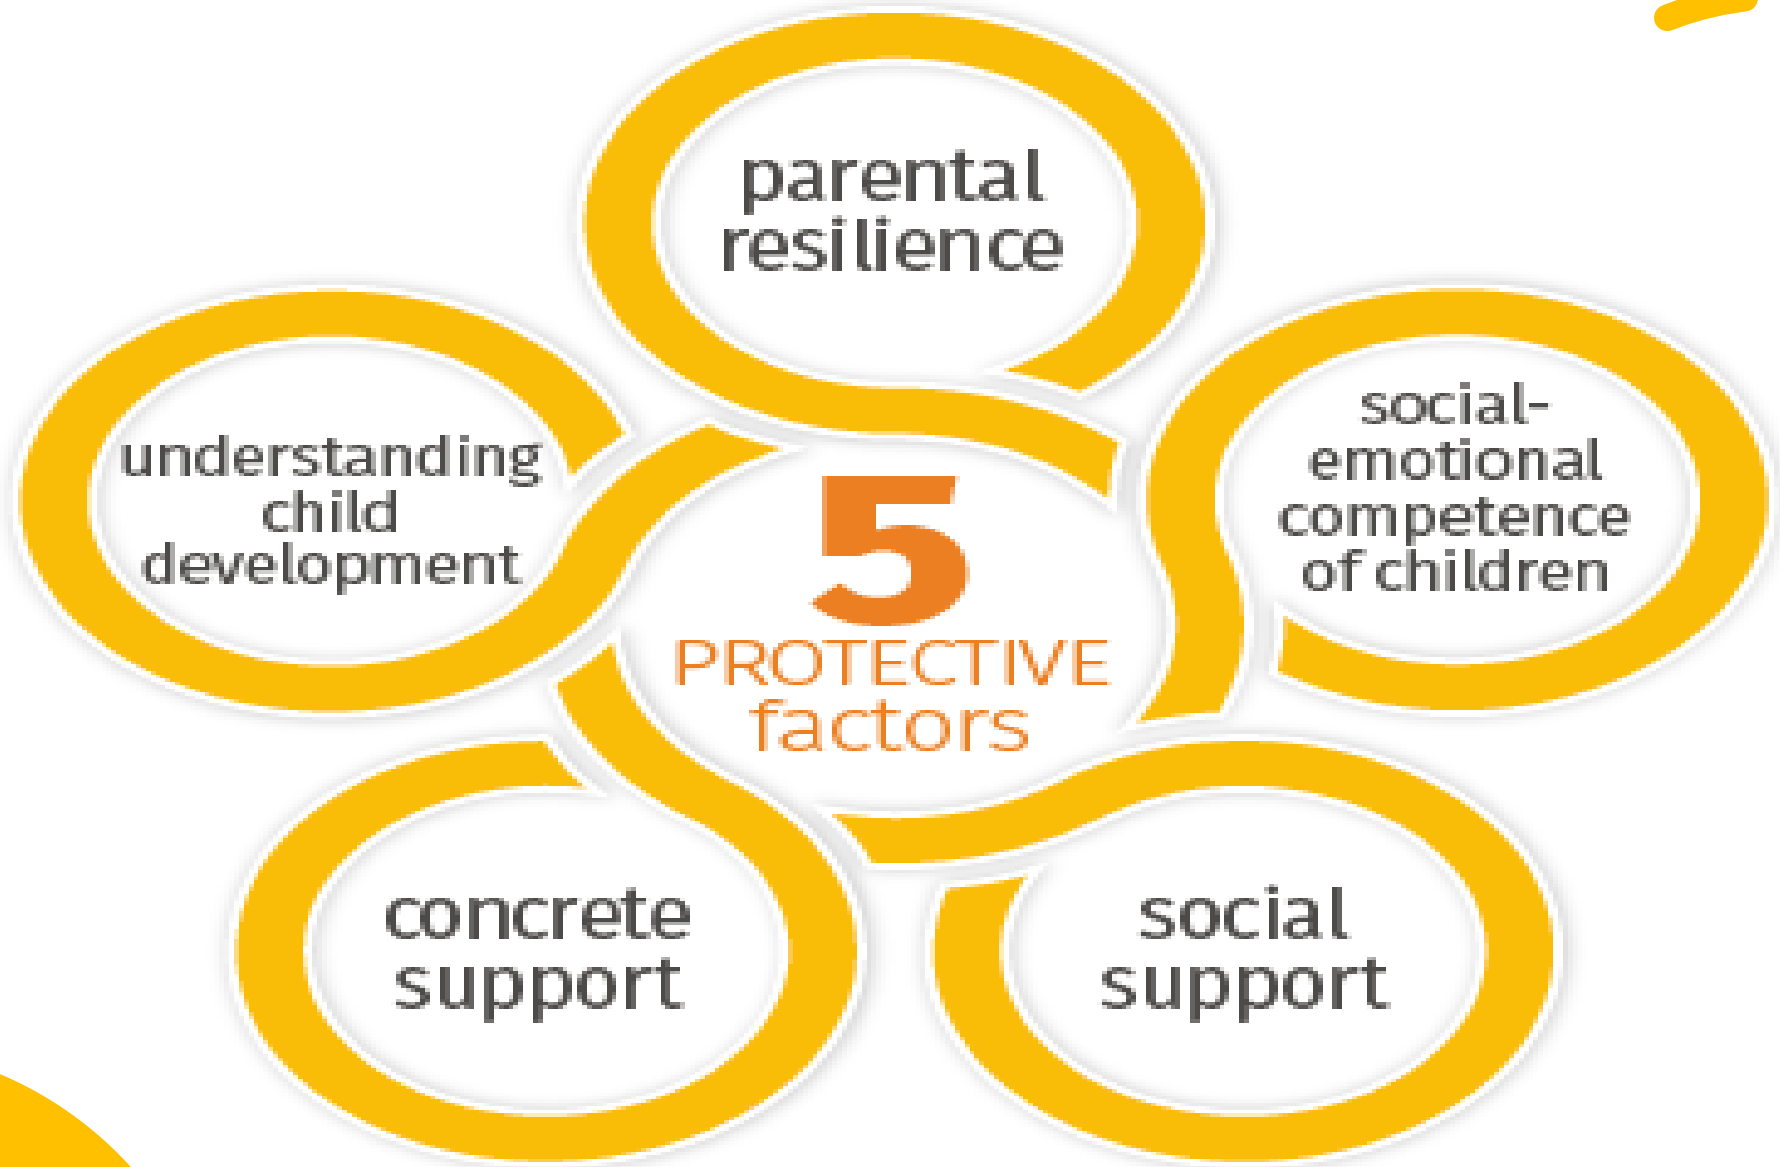 parental
resilience
social-
emotional
competence
of children
social
support
concrete
support
understanding
child
development
5
PROTECTIVE
factors